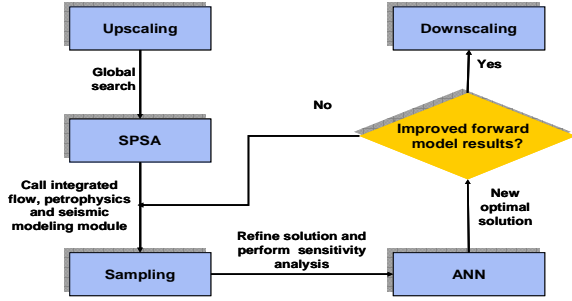 Upscaling
Downscaling
Global
search
Yes
No
SPSA
Improved forward
model results?
Call integrated
flow, petrophysics
and seismic
modeling module
New
optimal
solution
Refine solution and
perform sensitivity
analysis
Sampling
ANN